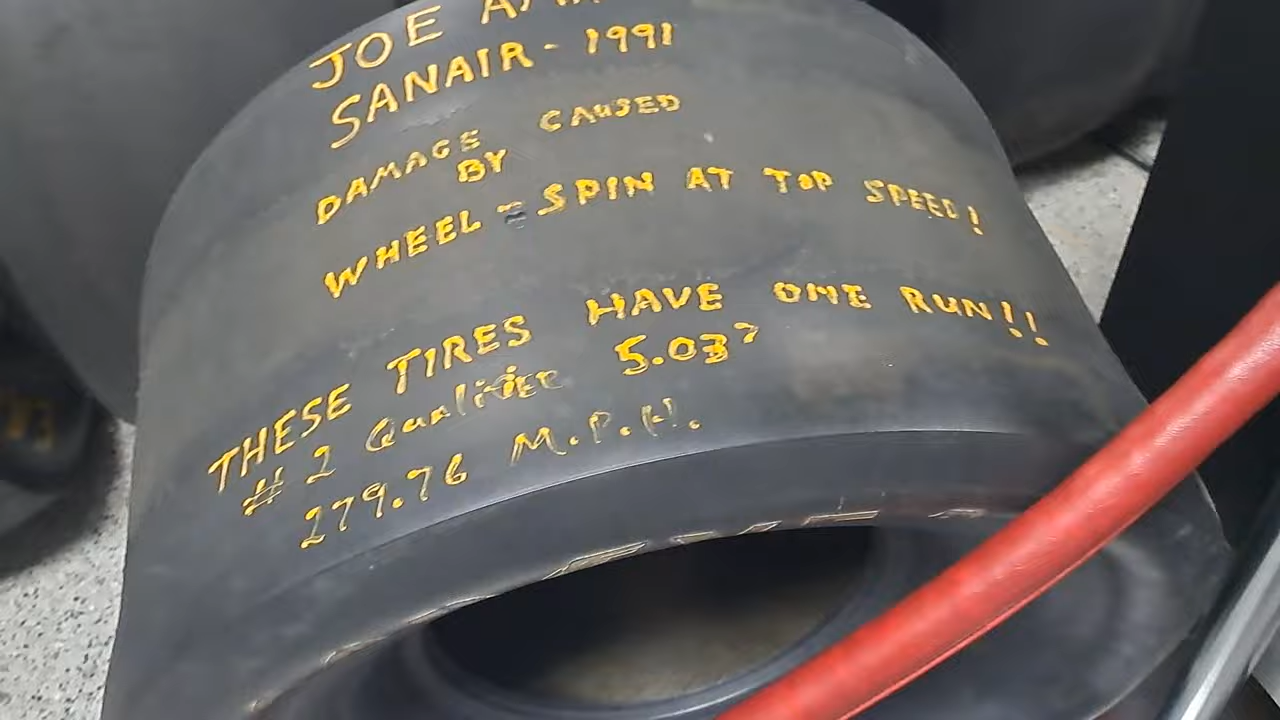 JOE
SANAIR - 1991
DAMAGE CAUSED
BY
WHEEL - SPIN AT TOP SPEED!
THESE TIRES HAVE ONE RUN!!
# 2 Qualifier 5.037
279.76 M.P.H.